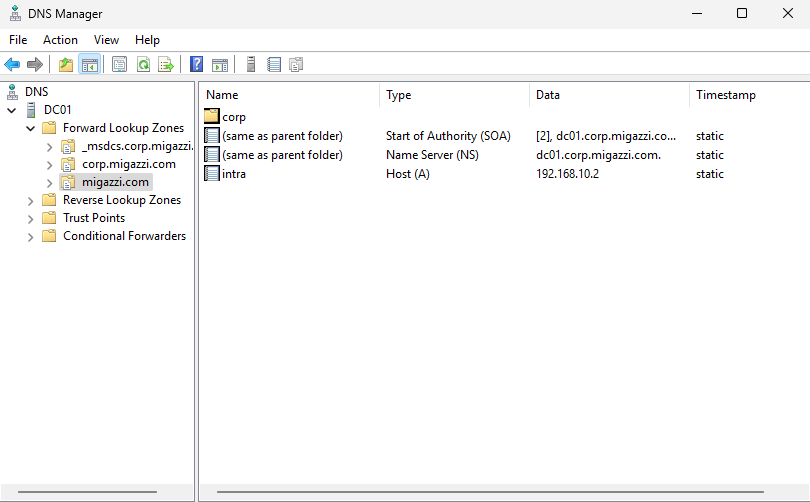 DNS Manager
File Action View Help
DNS
DC01
Forward Lookup Zones
_msdcs.corp.migazzi.
corp.migazzi.com
migazzi.com
Reverse Lookup Zones
Trust Points
Conditional Forwarders
Name Type Data Timestamp
corp
(same as parent folder) Start of Authority (SOA) [2], dc01.corp.migazzi.co... static
(same as parent folder) Name Server (NS) dc01.corp.migazzi.com. static
intra Host (A) 192.168.10.2 static